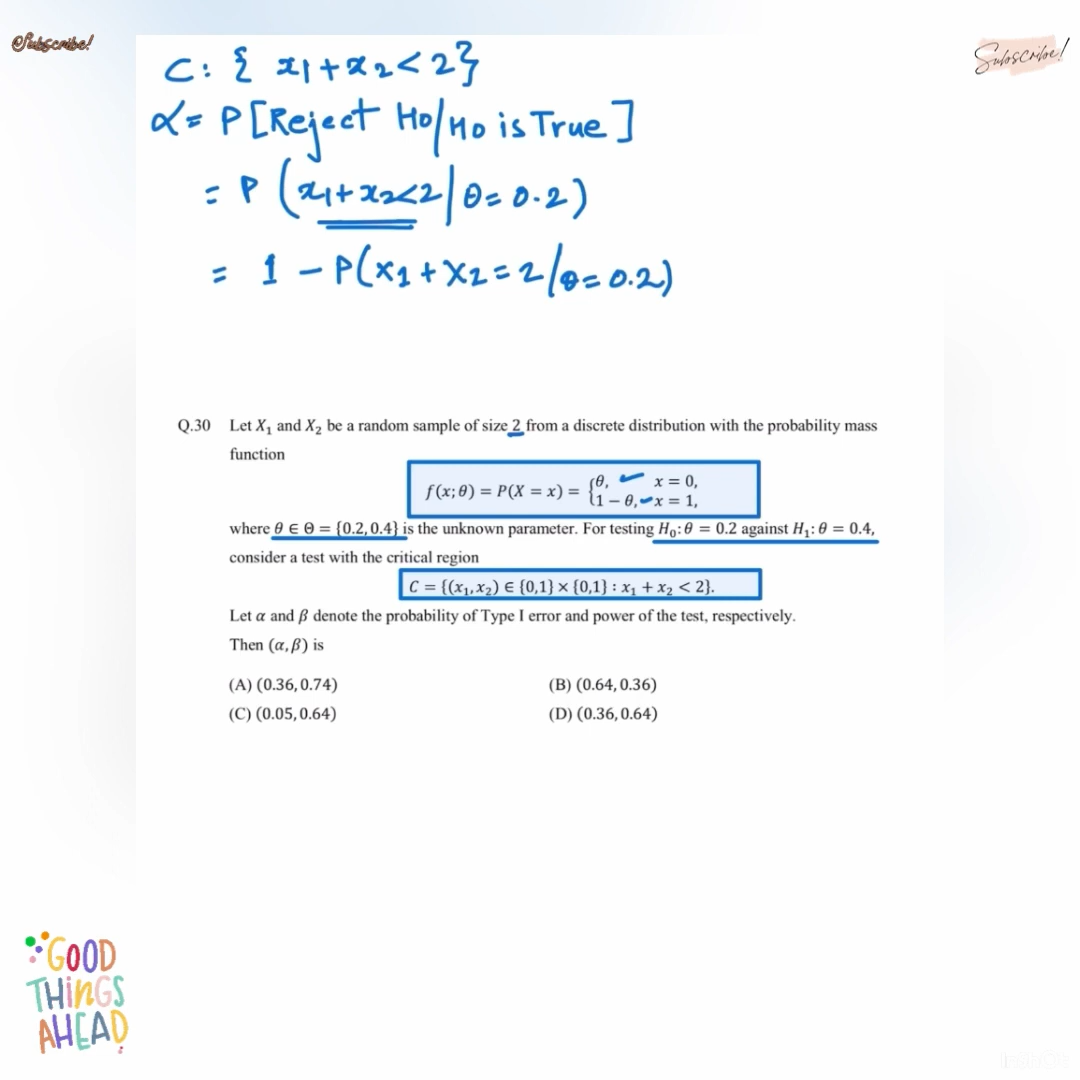 @Subscribe!
Subscribe!
C: { x1+x2<2}
α= P[Reject Ho/Ho is True]
= P (x1+x2<2/θ=0.2)
= 1 - P(x1+x2=2/θ=0.2)
Q.30 Let X₁ and X₂ be a random sample of size 2 from a discrete distribution with the probability mass
function
f(x;θ) = P(X = x) = {θ, x = 0,
1 − θ, x = 1,
where θ ∈ Θ = {0.2, 0.4} is the unknown parameter. For testing H₀: θ = 0.2 against H₁: θ = 0.4,
consider a test with the critical region
C = {(x₁, x₂) ∈ {0,1} × {0,1} : x₁ + x₂ < 2}.
Let α and β denote the probability of Type I error and power of the test, respectively.
Then (α, β) is
(A) (0.36, 0.74) (B) (0.64, 0.36)
(C) (0.05, 0.64) (D) (0.36, 0.64)
GOOD
THINGS
AHEAD